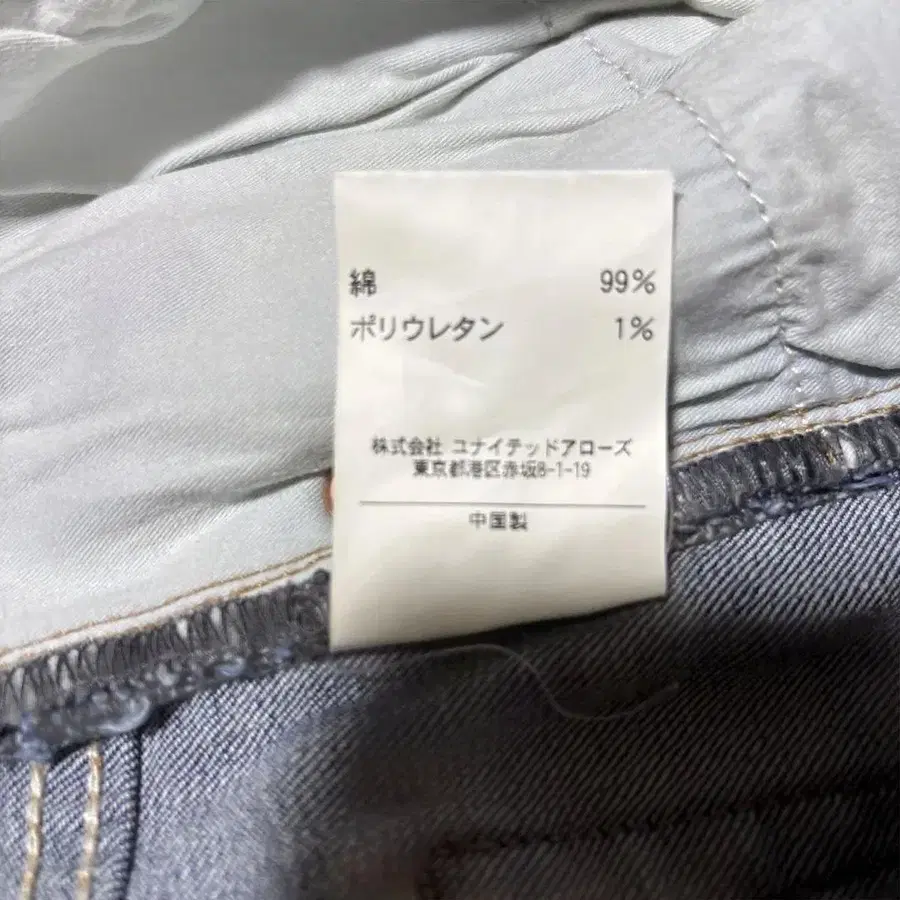 綿 99%
ポリウレタン 1%
株式会社 ユナイテッドアローズ
東京都港区赤坂8-1-19
中国製